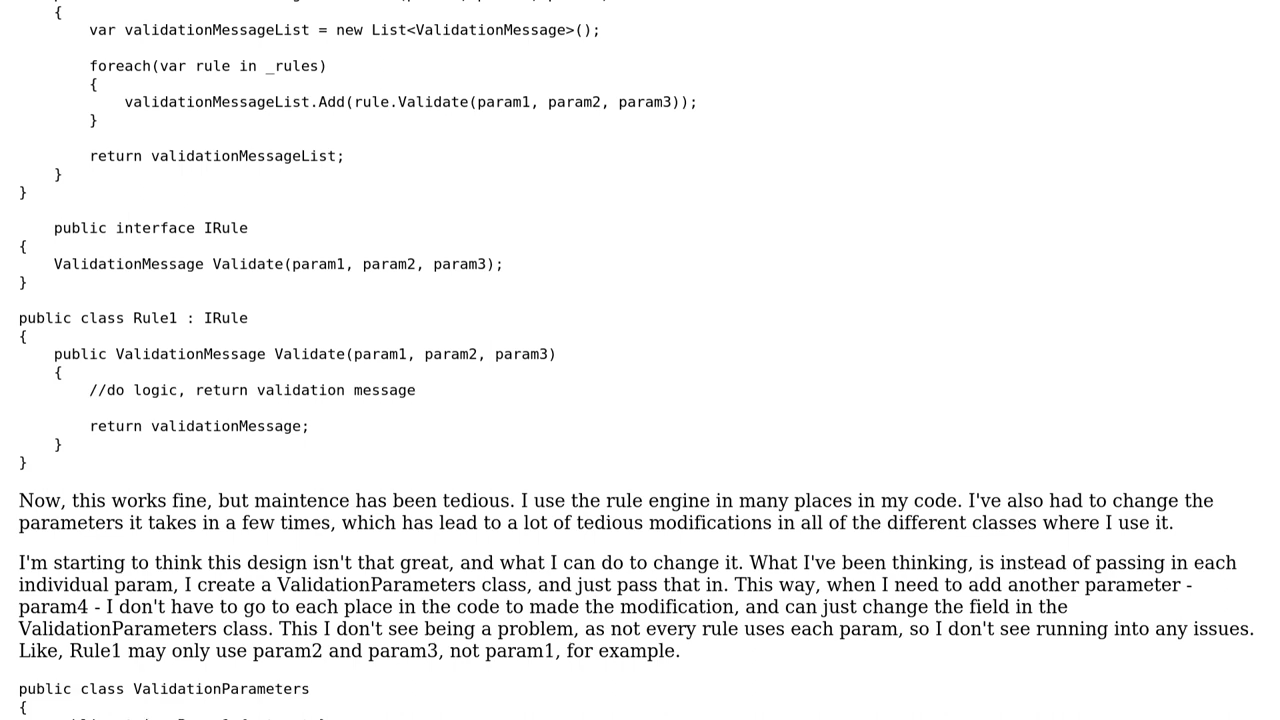 {
var validationMessageList = new List<ValidationMessage>();
foreach(var rule in _rules)
{
validationMessageList.Add(rule.Validate(param1, param2, param3));
}
return validationMessageList;
}
}
public interface IRule
{
ValidationMessage Validate(param1, param2, param3);
}
public class Rule1 : IRule
{
public ValidationMessage Validate(param1, param2, param3)
{
//do logic, return validation message
return validationMessage;
}
}
Now, this works fine, but maintence has been tedious. I use the rule engine in many places in my code. I've also had to change the
parameters it takes in a few times, which has lead to a lot of tedious modifications in all of the different classes where I use it.
I'm starting to think this design isn't that great, and what I can do to change it. What I've been thinking, is instead of passing in each
individual param, I create a ValidationParameters class, and just pass that in. This way, when I need to add another parameter -
param4 - I don't have to go to each place in the code to made the modification, and can just change the field in the
ValidationParameters class. This I don't see being a problem, as not every rule uses each param, so I don't see running into any issues.
Like, Rule1 may only use param2 and param3, not param1, for example.
public class ValidationParameters
{